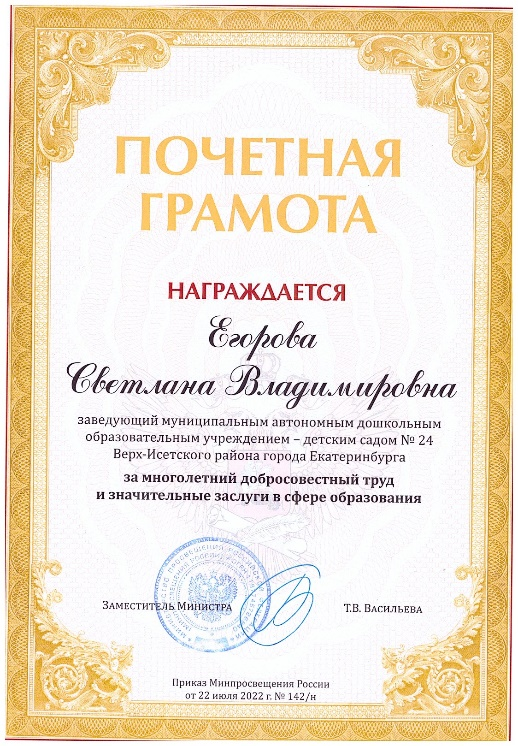 ПОЧЕТНАЯ
ГРАМОТА
НАГРАЖДАЕТСЯ
Егорова
Светлана Владимировна
заведующий муниципальным автономным дошкольным
образовательным учреждением – детским садом № 24
Верх-Исетского района города Екатеринбурга
за многолетний добросовестный труд
и значительные заслуги в сфере образования
Заместитель Министра
Т.В. Васильева
Приказ Минпросвещения России
от 22 июля 2022 г. № 142/н